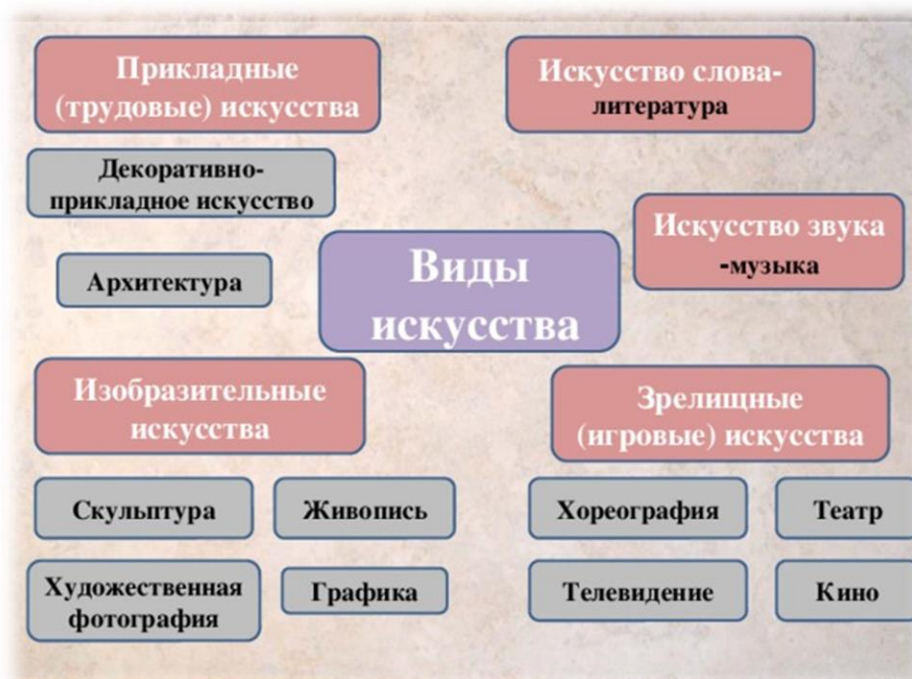 Прикладные
(трудовые) искусства
Искусство слова-
литература
Декоративно-
прикладное искусство
Искусство звука
-музыка
Архитектура
Виды
искусства
Изобразительные
искусства
Зрелищные
(игровые) искусства
Скульптура
Живопись
Хореография
Театр
Художественная
фотография
Графика
Телевидение
Кино